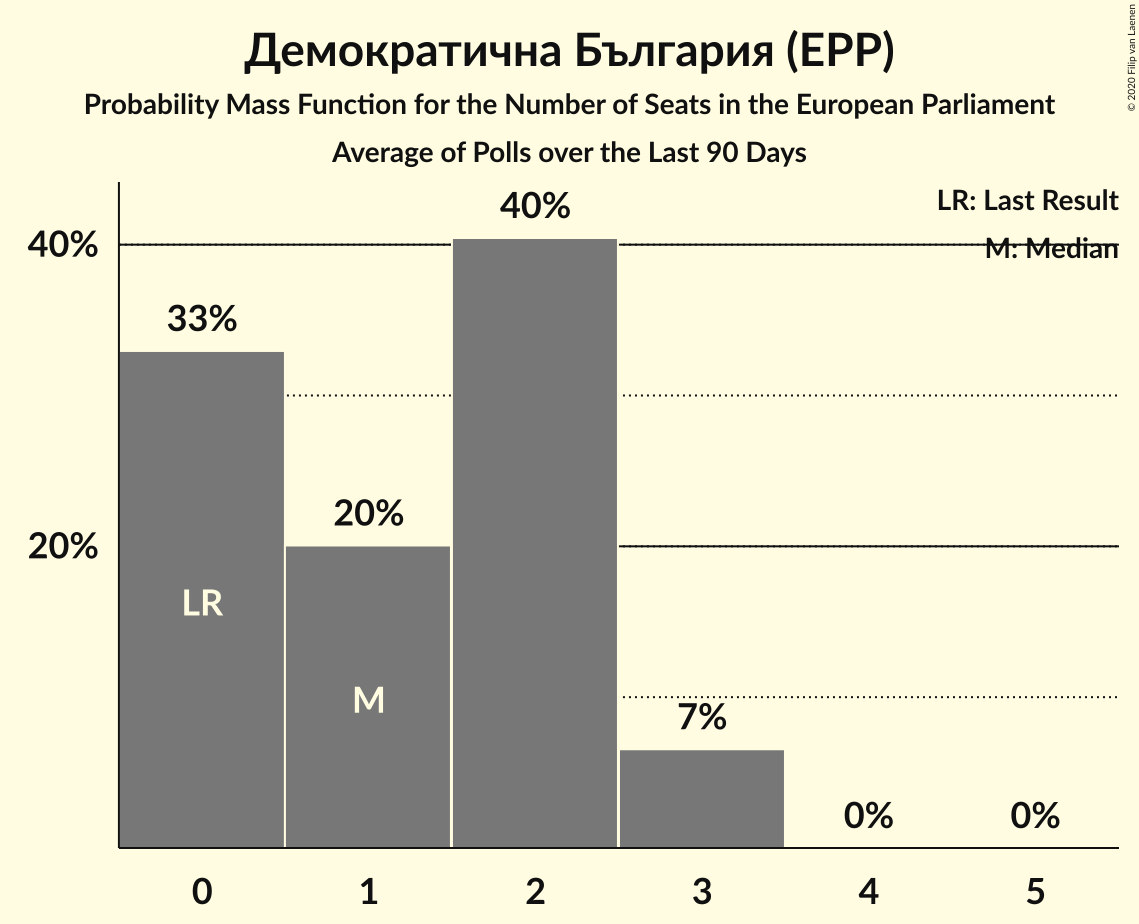 Демократична България (EPP)
Probability Mass Function for the Number of Seats in the European Parliament
Average of Polls over the Last 90 Days
© 2020 Filip van Laenen
LR: Last Result
M: Median
40%
20%
33%
20%
40%
7%
0%
0%
LR
M
0
1
2
3
4
5